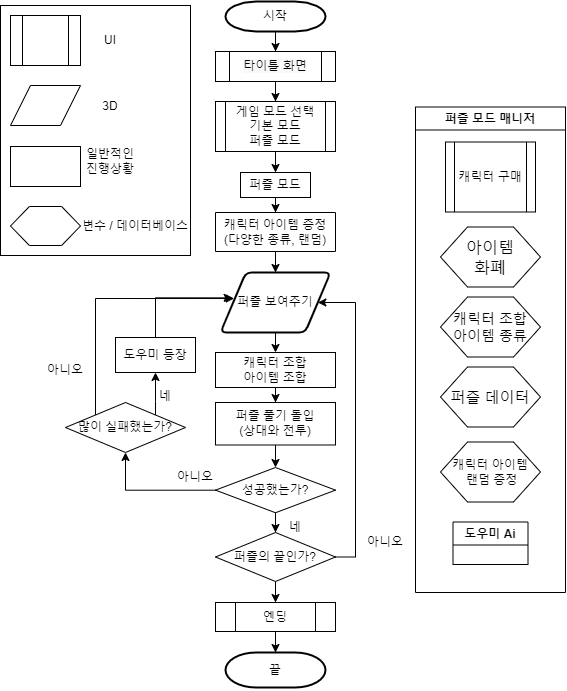 UI
3D
일반적인
진행상황
변수 / 데이터베이스
시작
타이틀 화면
게임 모드 선택
기본 모드
퍼즐 모드
퍼즐 모드
캐릭터 아이템 증정
(다양한 종류, 랜덤)
퍼즐 보여주기
캐릭터 조합
아이템 조합
퍼즐 풀기 돌입
(상대와 전투)
성공했는가?
아니오
많이 실패했는가?
네
도우미 등장
아니오
네
퍼즐의 끝인가?
아니오
엔딩
끝
퍼즐 모드 매니저
캐릭터 구매
아이템
화폐
캐릭터 조합
아이템 종류
퍼즐 데이터
캐릭터 아이템
랜덤 증정
도우미 Ai